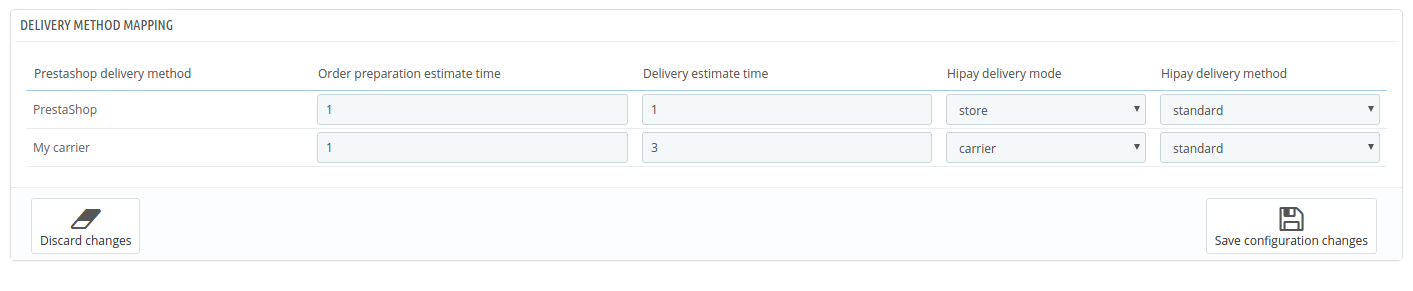 DELIVERY METHOD MAPPING
Prestashop delivery method Order preparation estimate time Delivery estimate time Hipay delivery mode Hipay delivery method
PrestaShop 1 1 store standard
My carrier 1 3 carrier standard
Discard changes Save configuration changes